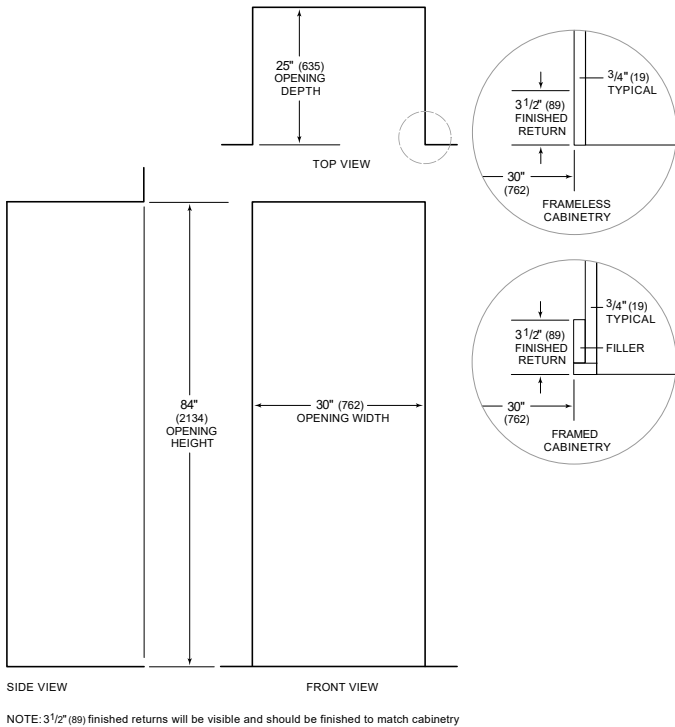 25" (635)
OPENING
DEPTH
TOP VIEW
3/4" (19)
TYPICAL
3 1/2" (89)
FINISHED
RETURN
30"
(762)
FRAMELESS
CABINETRY
3/4" (19)
TYPICAL
3 1/2" (89)
FINISHED
RETURN
FILLER
30"
(762)
FRAMED
CABINETRY
84"
(2134)
OPENING
HEIGHT
30" (762)
OPENING WIDTH
SIDE VIEW
FRONT VIEW
NOTE: 3 1/2" (89) finished returns will be visible and should be finished to match cabinetry